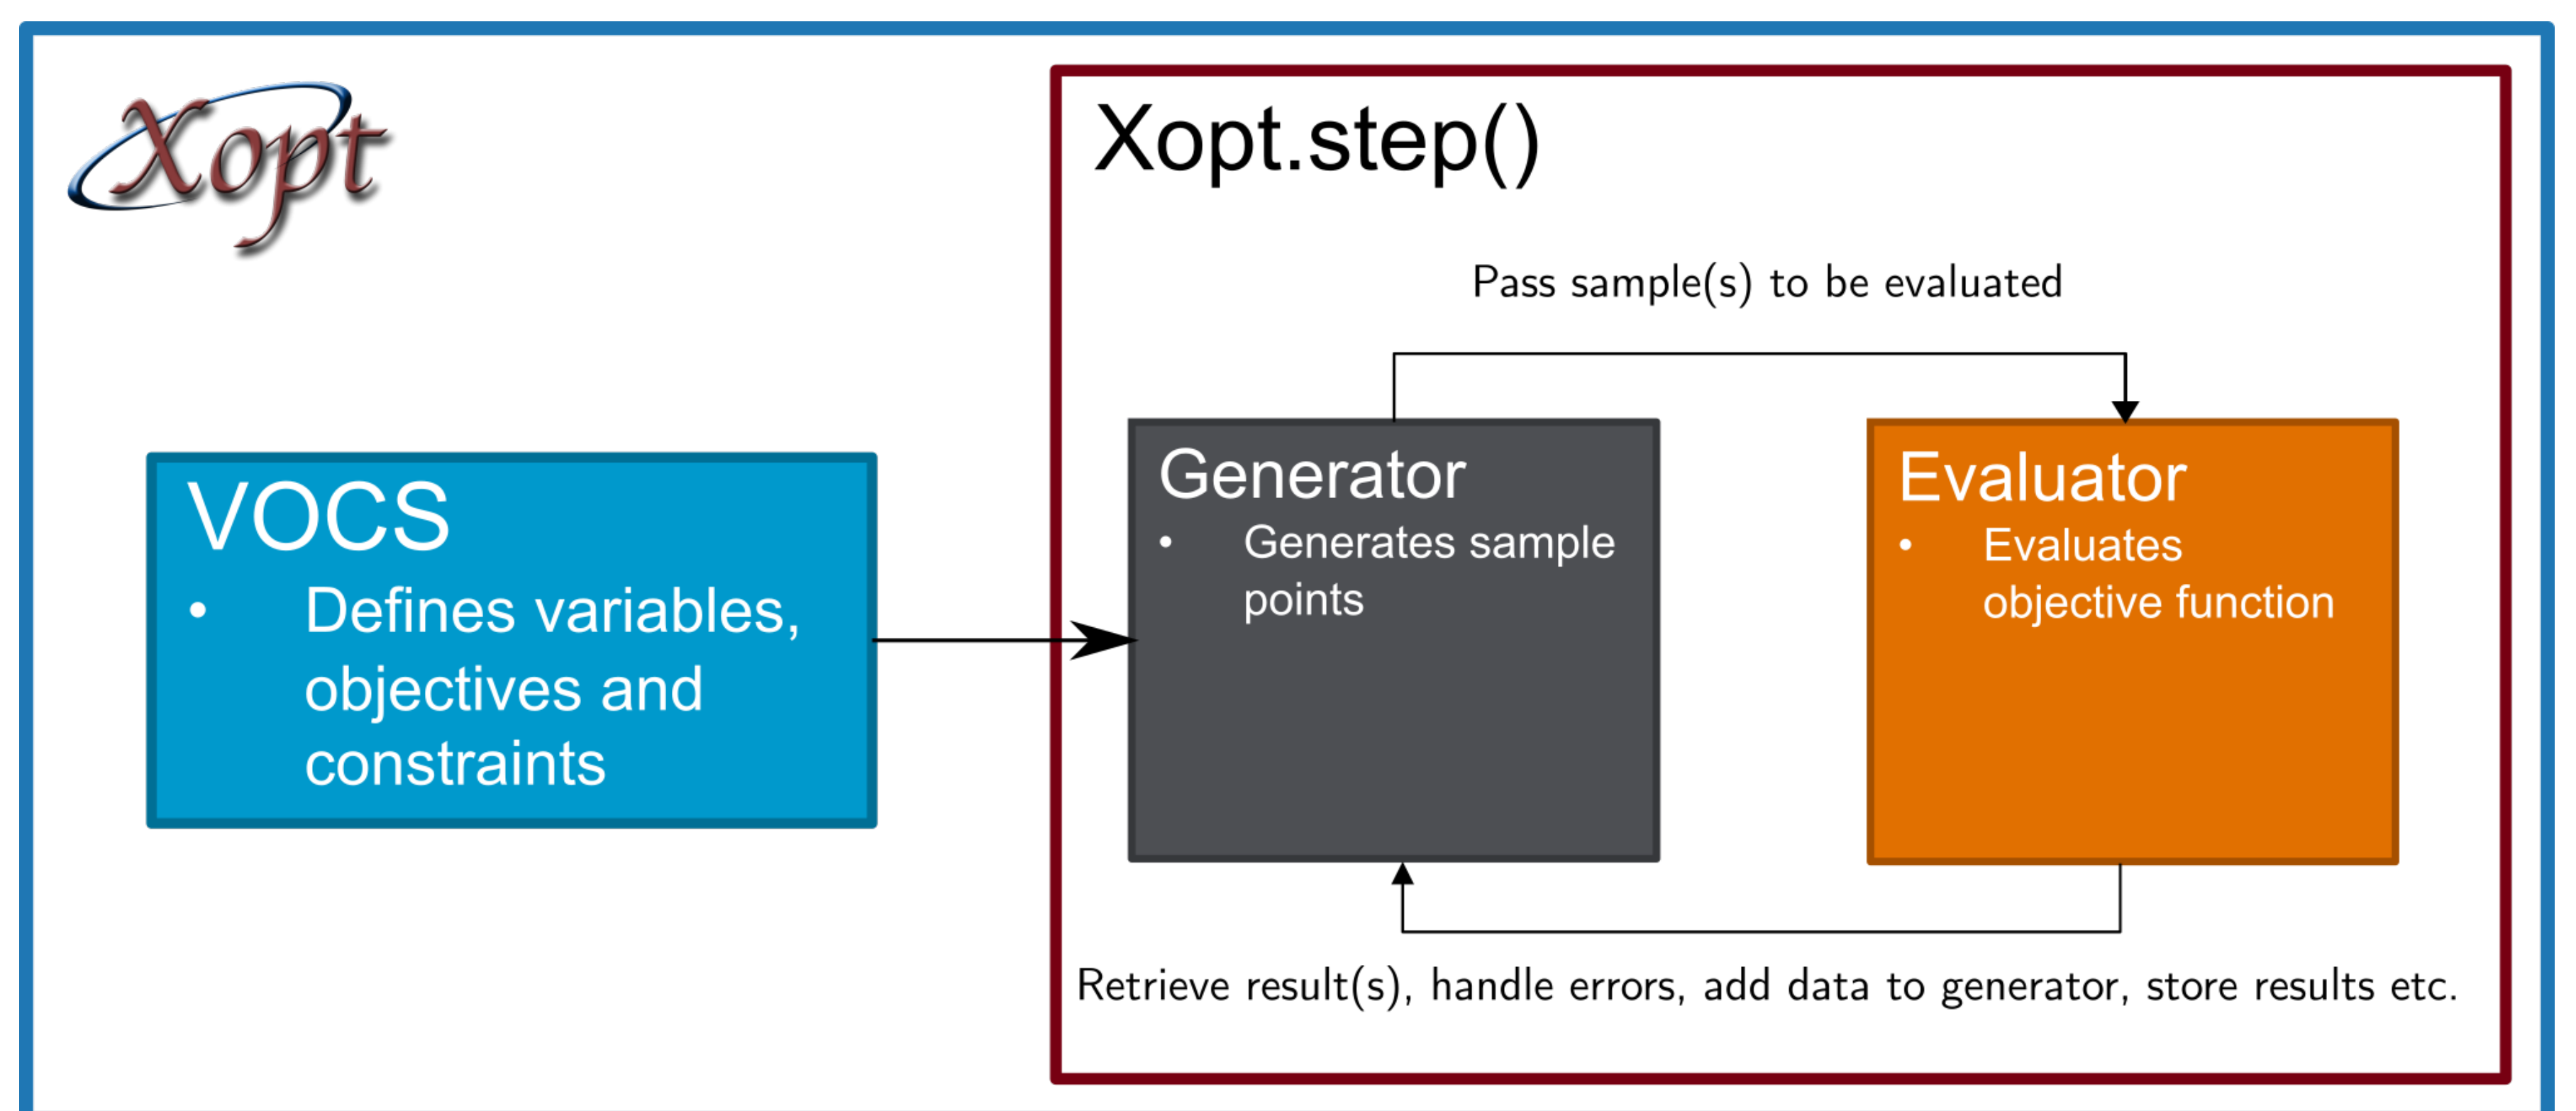 Xopt
Xopt.step()
Pass sample(s) to be evaluated
VOCS
• Defines variables,
objectives and
constraints
Generator
• Generates sample
points
Evaluator
• Evaluates
objective function
Retrieve result(s), handle errors, add data to generator, store results etc.